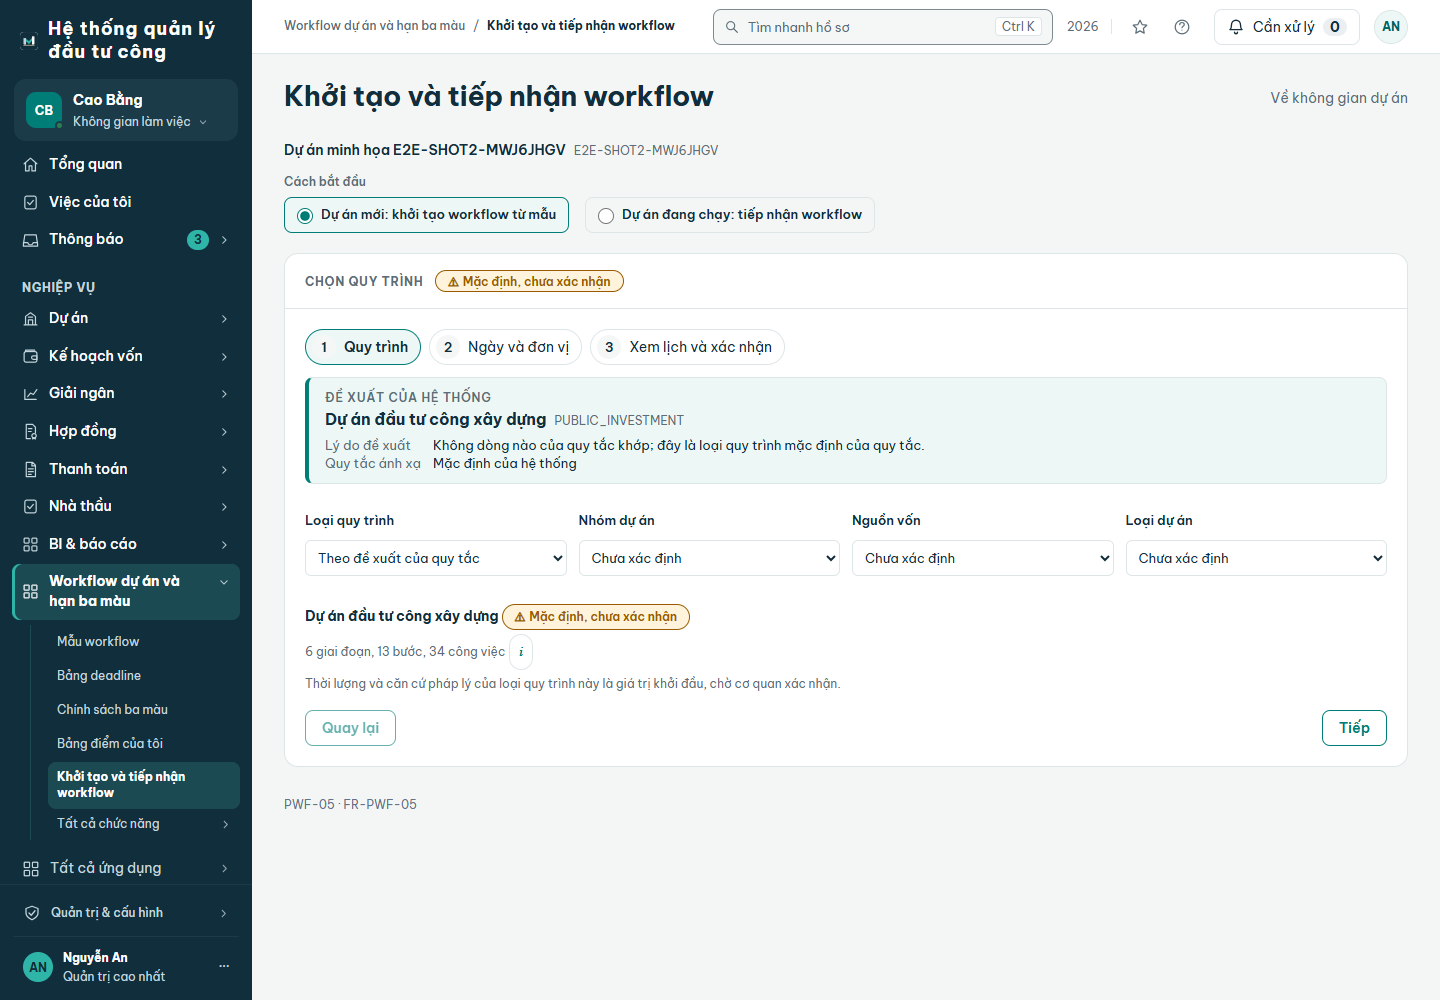 Hệ thống quản lý
đầu tư công
CB
Cao Bằng
Không gian làm việc
Tổng quan
Việc của tôi
Thông báo
3
NGHIỆP VỤ
Dự án
Kế hoạch vốn
Giải ngân
Hợp đồng
Thanh toán
Nhà thầu
BI & báo cáo
Workflow dự án và
hạn ba màu
Mẫu workflow
Bảng deadline
Chính sách ba màu
Bảng điểm của tôi
Khởi tạo và tiếp nhận
workflow
Tất cả chức năng
Tất cả ứng dụng
Quản trị & cấu hình
AN
Nguyễn An
Quản trị cao nhất
Workflow dự án và hạn ba màu / Khởi tạo và tiếp nhận workflow
Tìm nhanh hồ sơ
Ctrl K
2026
Cần xử lý 0
AN
Khởi tạo và tiếp nhận workflow
Về không gian dự án
Dự án minh họa E2E-SHOT2-MWJ6JHGV E2E-SHOT2-MWJ6JHGV
Cách bắt đầu
Dự án mới: khởi tạo workflow từ mẫu
Dự án đang chạy: tiếp nhận workflow
CHỌN QUY TRÌNH
⚠ Mặc định, chưa xác nhận
1 Quy trình
2 Ngày và đơn vị
3 Xem lịch và xác nhận
ĐỀ XUẤT CỦA HỆ THỐNG
Dự án đầu tư công xây dựng PUBLIC_INVESTMENT
Lý do đề xuất Không dòng nào của quy tắc khớp; đây là loại quy trình mặc định của quy tắc.
Quy tắc ánh xạ Mặc định của hệ thống
Loại quy trình
Theo đề xuất của quy tắc
Nhóm dự án
Chưa xác định
Nguồn vốn
Chưa xác định
Loại dự án
Chưa xác định
Dự án đầu tư công xây dựng ⚠ Mặc định, chưa xác nhận
6 giai đoạn, 13 bước, 34 công việc i
Thời lượng và căn cứ pháp lý của loại quy trình này là giá trị khởi đầu, chờ cơ quan xác nhận.
Quay lại
Tiếp
PWF-05 · FR-PWF-05